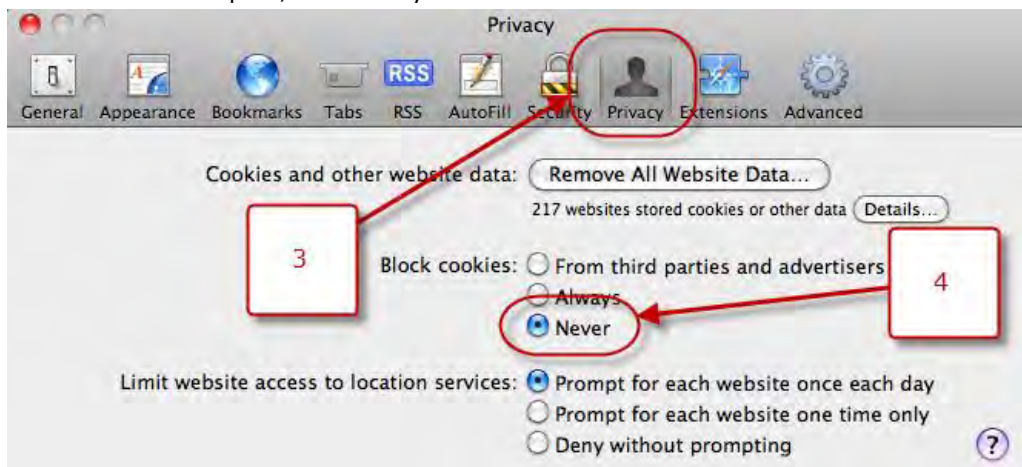 Privacy
RSS
General Appearance Bookmarks Tabs RSS AutoFill Security Privacy Extensions Advanced
Cookies and other website data: Remove All Website Data...
217 websites stored cookies or other data Details...
3
Block cookies: From third parties and advertisers
4
Always
Never
Limit website access to location services: Prompt for each website once each day
Prompt for each website one time only
Deny without prompting
?